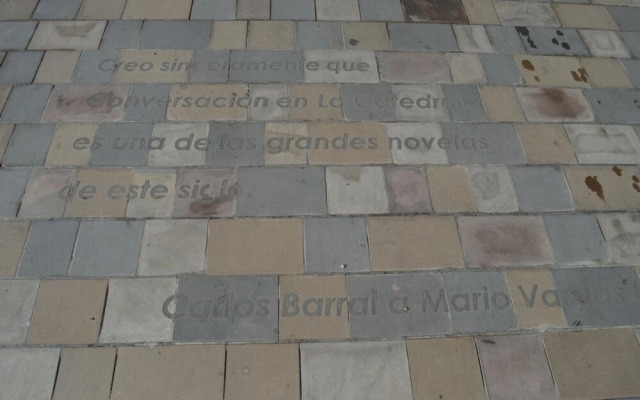 Creo sinceramente que
Conversación en La Catedral
es una de las grandes novelas
de este siglo.
Carlos Barral a Mario Vargas